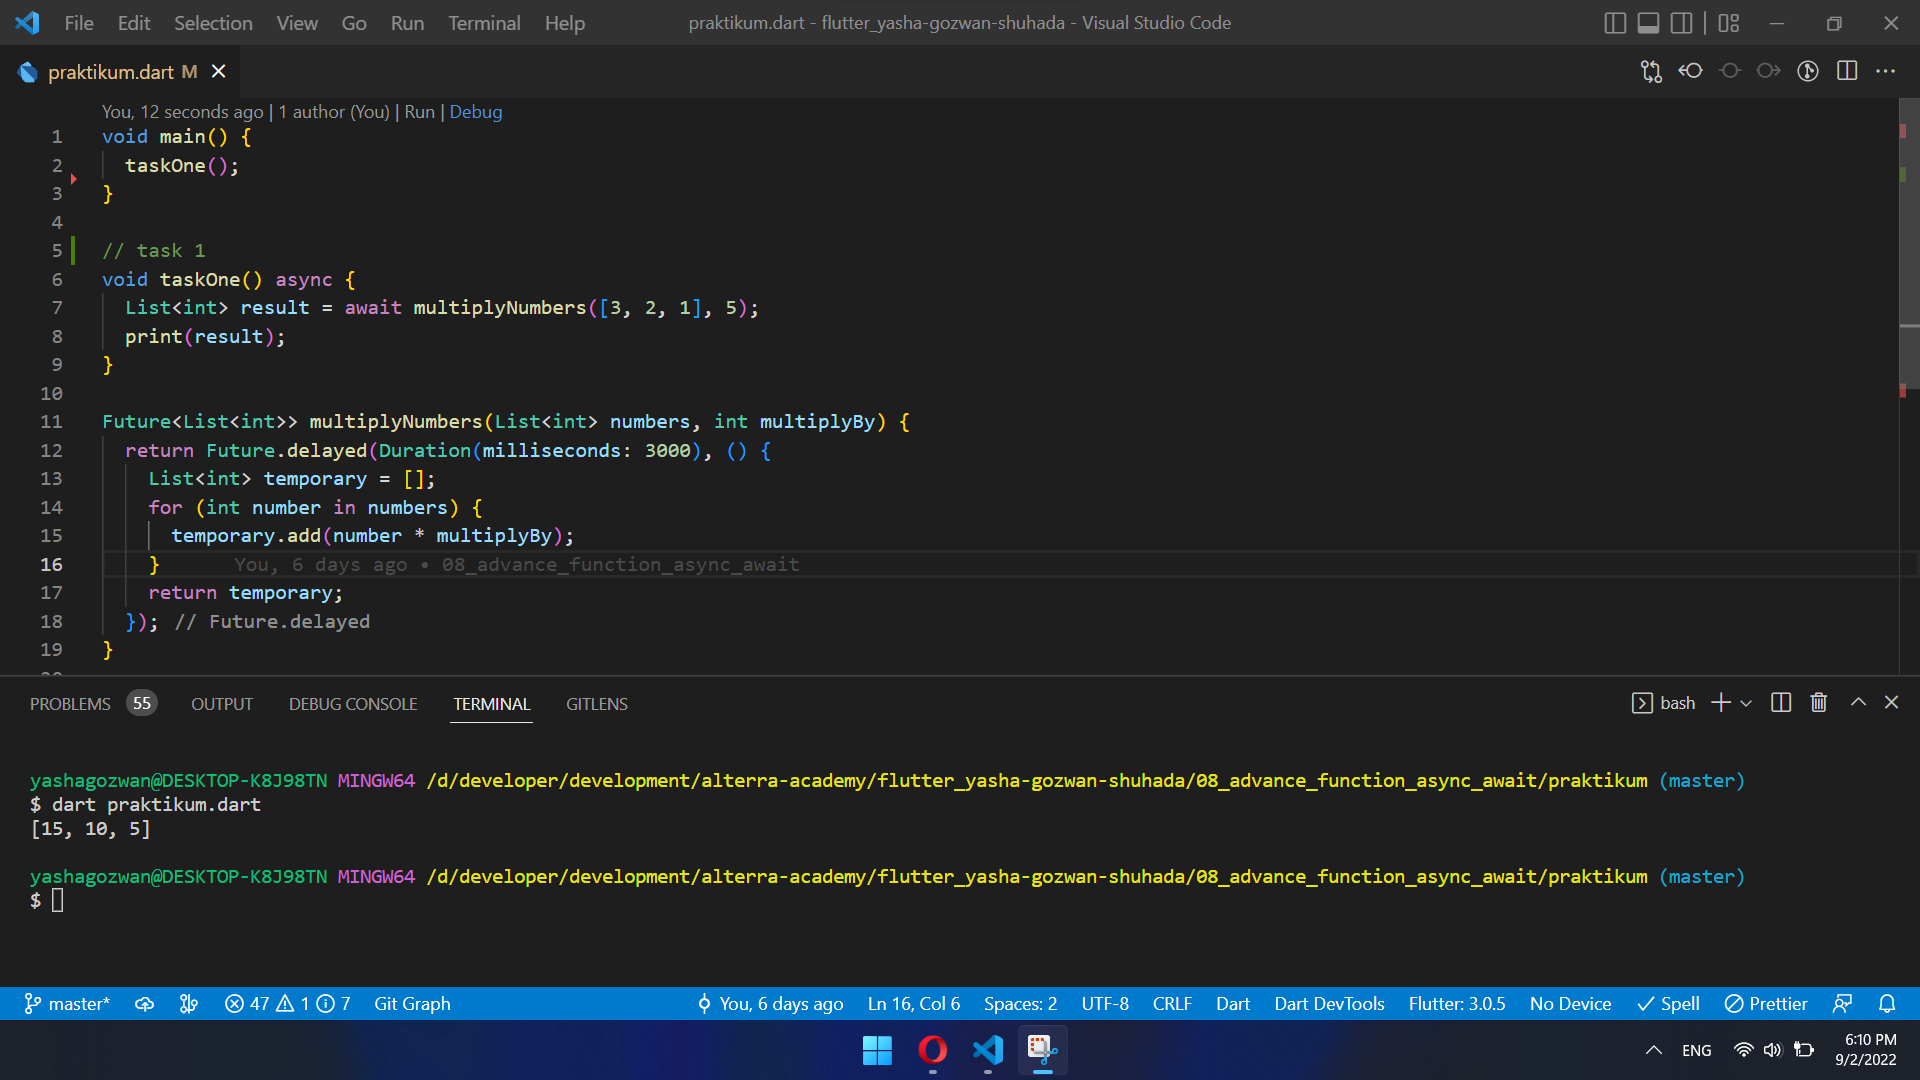 File Edit Selection View Go Run Terminal Help praktikum.dart - flutter_yasha-gozwan-shuhada - Visual Studio Code
praktikum.dart M
You, 12 seconds ago | 1 author (You) | Run | Debug
1 void main() {
2 taskOne();
3 }
4
5 // task 1
6 void taskOne() async {
7 List<int> result = await multiplyNumbers([3, 2, 1], 5);
8 print(result);
9 }
10
11 Future<List<int>> multiplyNumbers(List<int> numbers, int multiplyBy) {
12 return Future.delayed(Duration(milliseconds: 3000), () {
13 List<int> temporary = [];
14 for (int number in numbers) {
15 temporary.add(number * multiplyBy);
16 } You, 6 days ago • 08_advance_function_async_await
17 return temporary;
18 }); // Future.delayed
19 }
PROBLEMS 55 OUTPUT DEBUG CONSOLE TERMINAL GITLENS bash
yashagozwan@DESKTOP-K8J98TN MINGW64 /d/developer/development/alterra-academy/flutter_yasha-gozwan-shuhada/08_advance_function_async_await/praktikum (master)
$ dart praktikum.dart
[15, 10, 5]
yashagozwan@DESKTOP-K8J98TN MINGW64 /d/developer/development/alterra-academy/flutter_yasha-gozwan-shuhada/08_advance_function_async_await/praktikum (master)
$
master* 47 1 7 Git Graph You, 6 days ago Ln 16, Col 6 Spaces: 2 UTF-8 CRLF Dart Dart DevTools Flutter: 3.0.5 No Device Spell Prettier
ENG 6:10 PM
9/2/2022